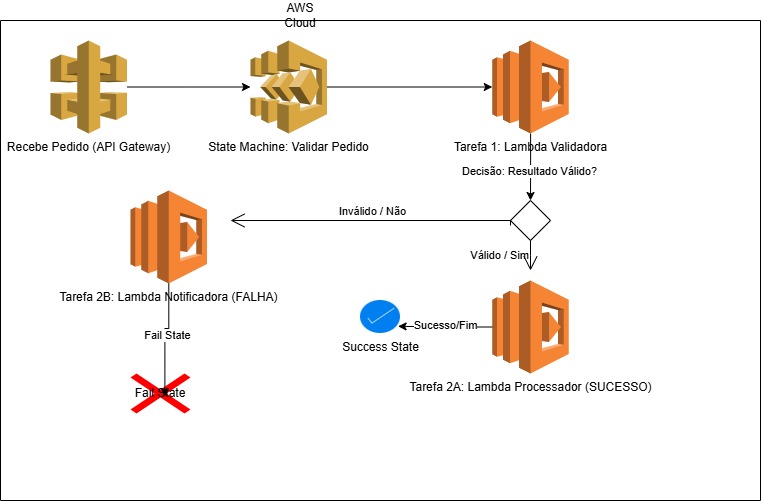 AWS
Cloud
Recebe Pedido (API Gateway)
State Machine: Validar Pedido
Tarefa 1: Lambda Validadora
Decisão: Resultado Válido?
Inválido / Não
Válido / Sim
Tarefa 2B: Lambda Notificadora (FALHA)
Sucesso/Fim
Fail State
Success State
Tarefa 2A: Lambda Processador (SUCESSO)
Fail State